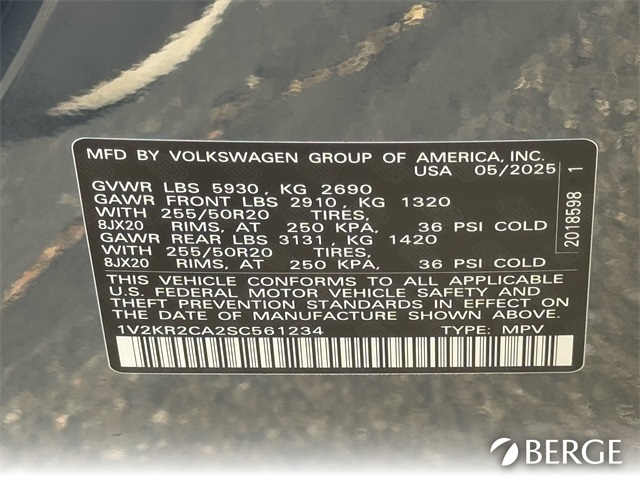 MFD BY VOLKSWAGEN GROUP OF AMERICA, INC.
USA 05/2025
GVWR LBS 5930, KG 2690
GAWR FRONT LBS 2910, KG 1320
WITH 255/50R20 TIRES,
8JX20 RIMS, AT 250 KPA, 36 PSI COLD
GAWR REAR LBS 3131, KG 1420
WITH 255/50R20 TIRES,
8JX20 RIMS, AT 250 KPA, 36 PSI COLD
THIS VEHICLE CONFORMS TO ALL APPLICABLE
U.S, FEDERAL MOTOR VEHICLE SAFETY AND
THEFT PREVENTION STANDARDS IN EFFECT ON
THE DATE OF MANUFACTURE SHOWN ABOVE.
1V2KR2CA2SC561234 TYPE: MPV
2018598 1
BERGE